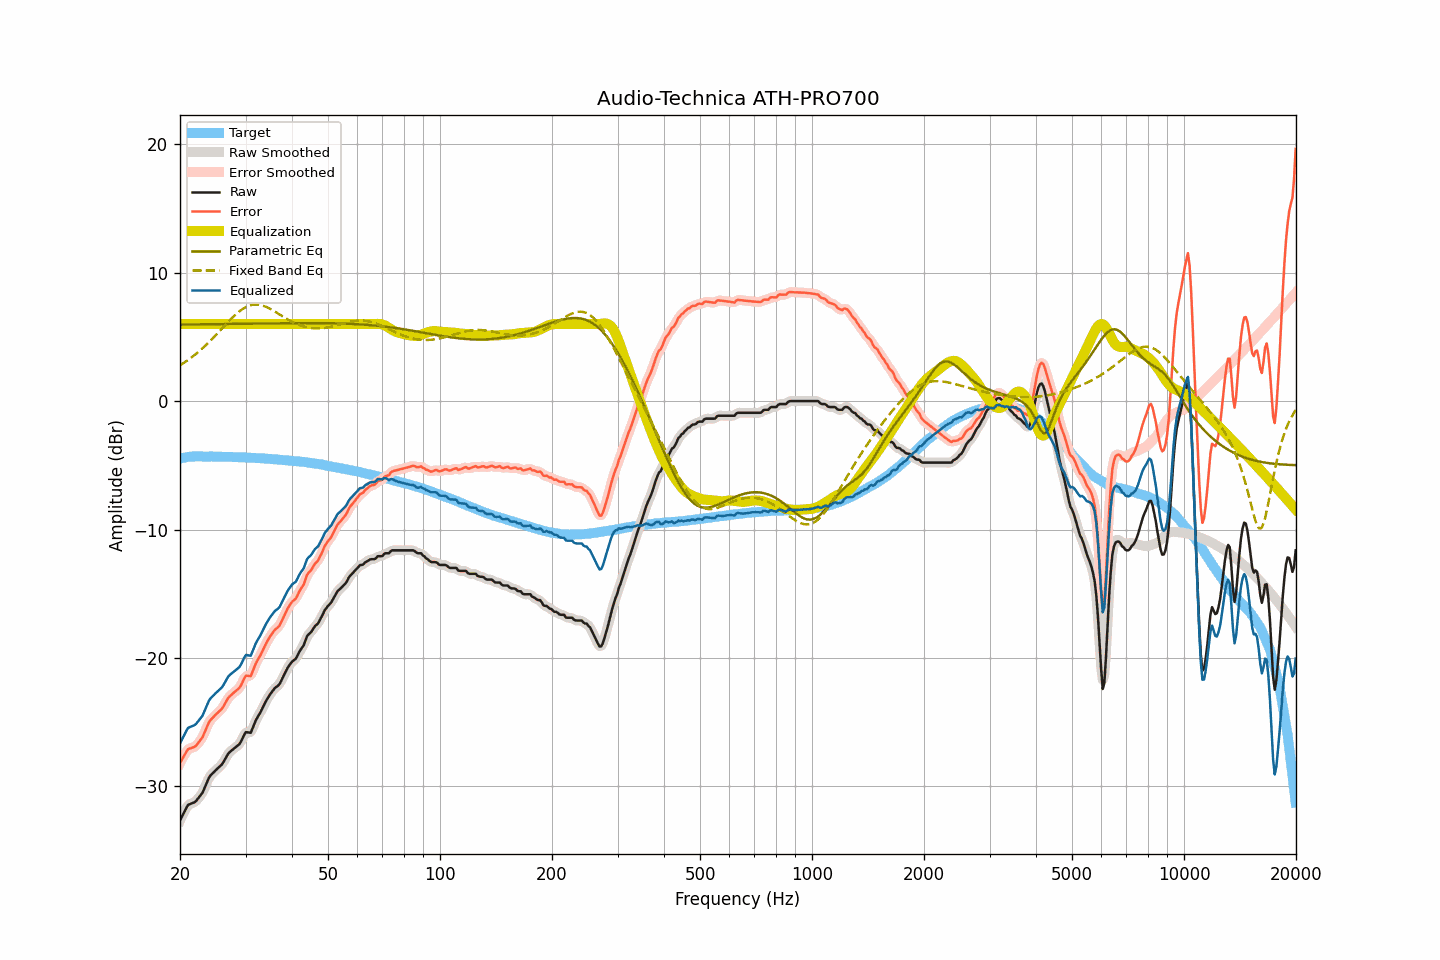 Audio-Technica ATH-PRO700
Target
Raw Smoothed
Error Smoothed
Raw
Error
Equalization
Parametric Eq
Fixed Band Eq
Equalized
20
10
0
−10
−20
−30
Amplitude (dBr)
20 50 100 200 500 1000 2000 5000 10000 20000
Frequency (Hz)